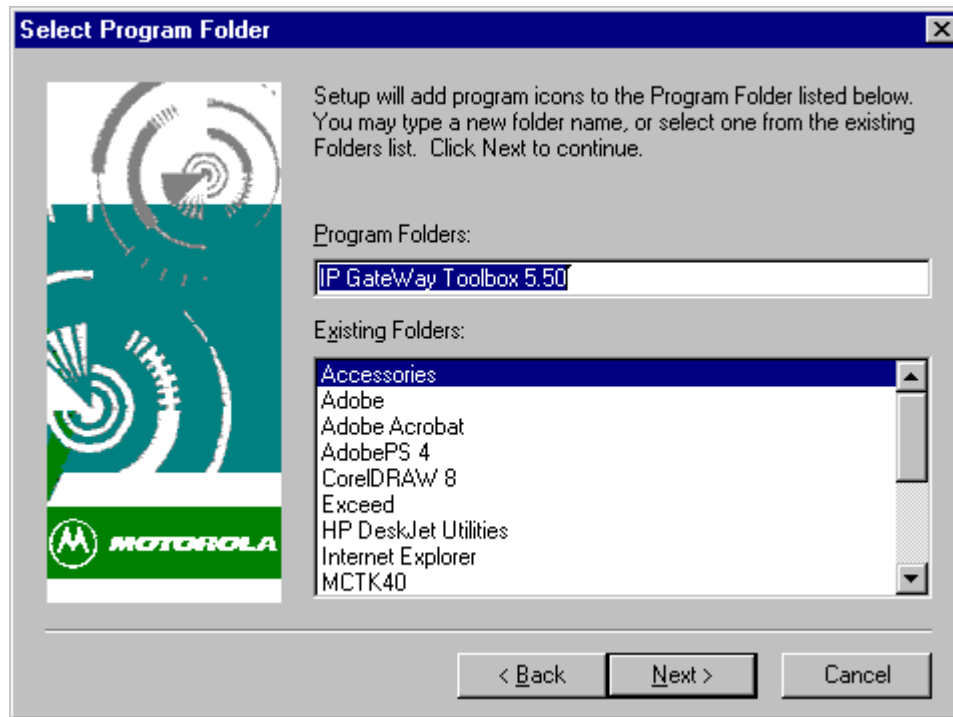 Select Program Folder
Setup will add program icons to the Program Folder listed below.
You may type a new folder name, or select one from the existing
Folders list.  Click Next to continue.
Program Folders:
IP GateWay Toolbox 5.50
Existing Folders:
Accessories
Adobe
Adobe Acrobat
AdobePS 4
CorelDRAW 8
Exceed
HP DeskJet Utilities
Internet Explorer
MCTK40
MOTOROLA
< Back
Next >
Cancel